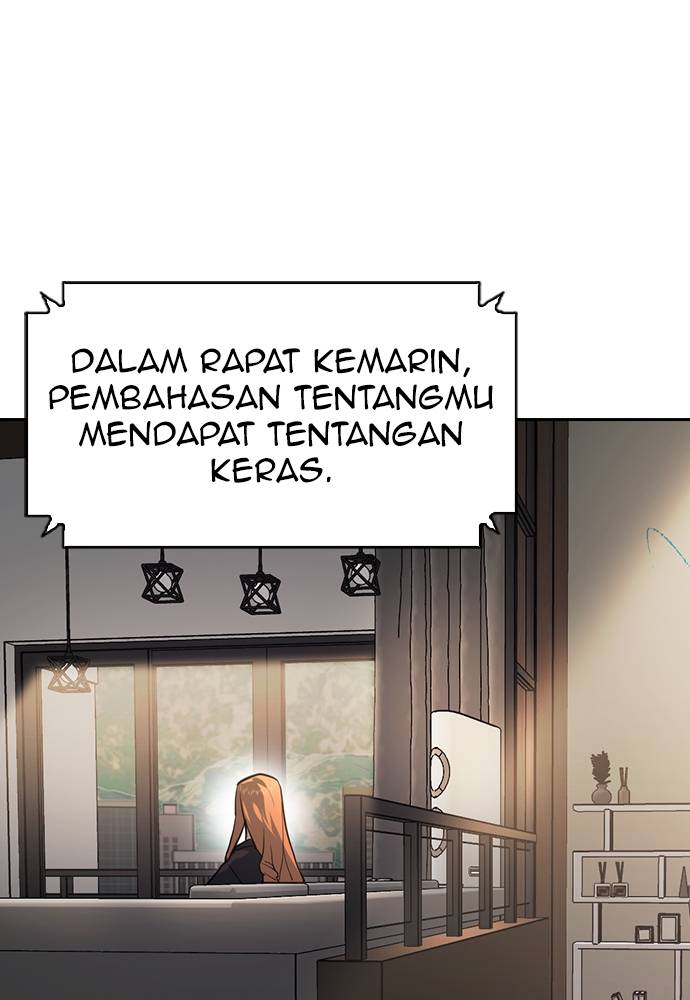 DALAM RAPAT KEMARIN,
PEMBAHASAN TENTANGMU
MENDAPAT TENTANGAN
KERAS.